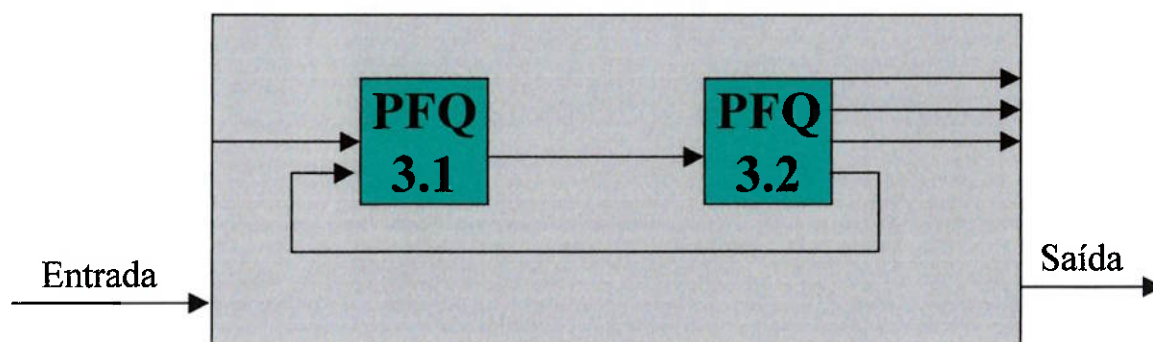 PFQ
3.1
PFQ
3.2
Entrada
Saída